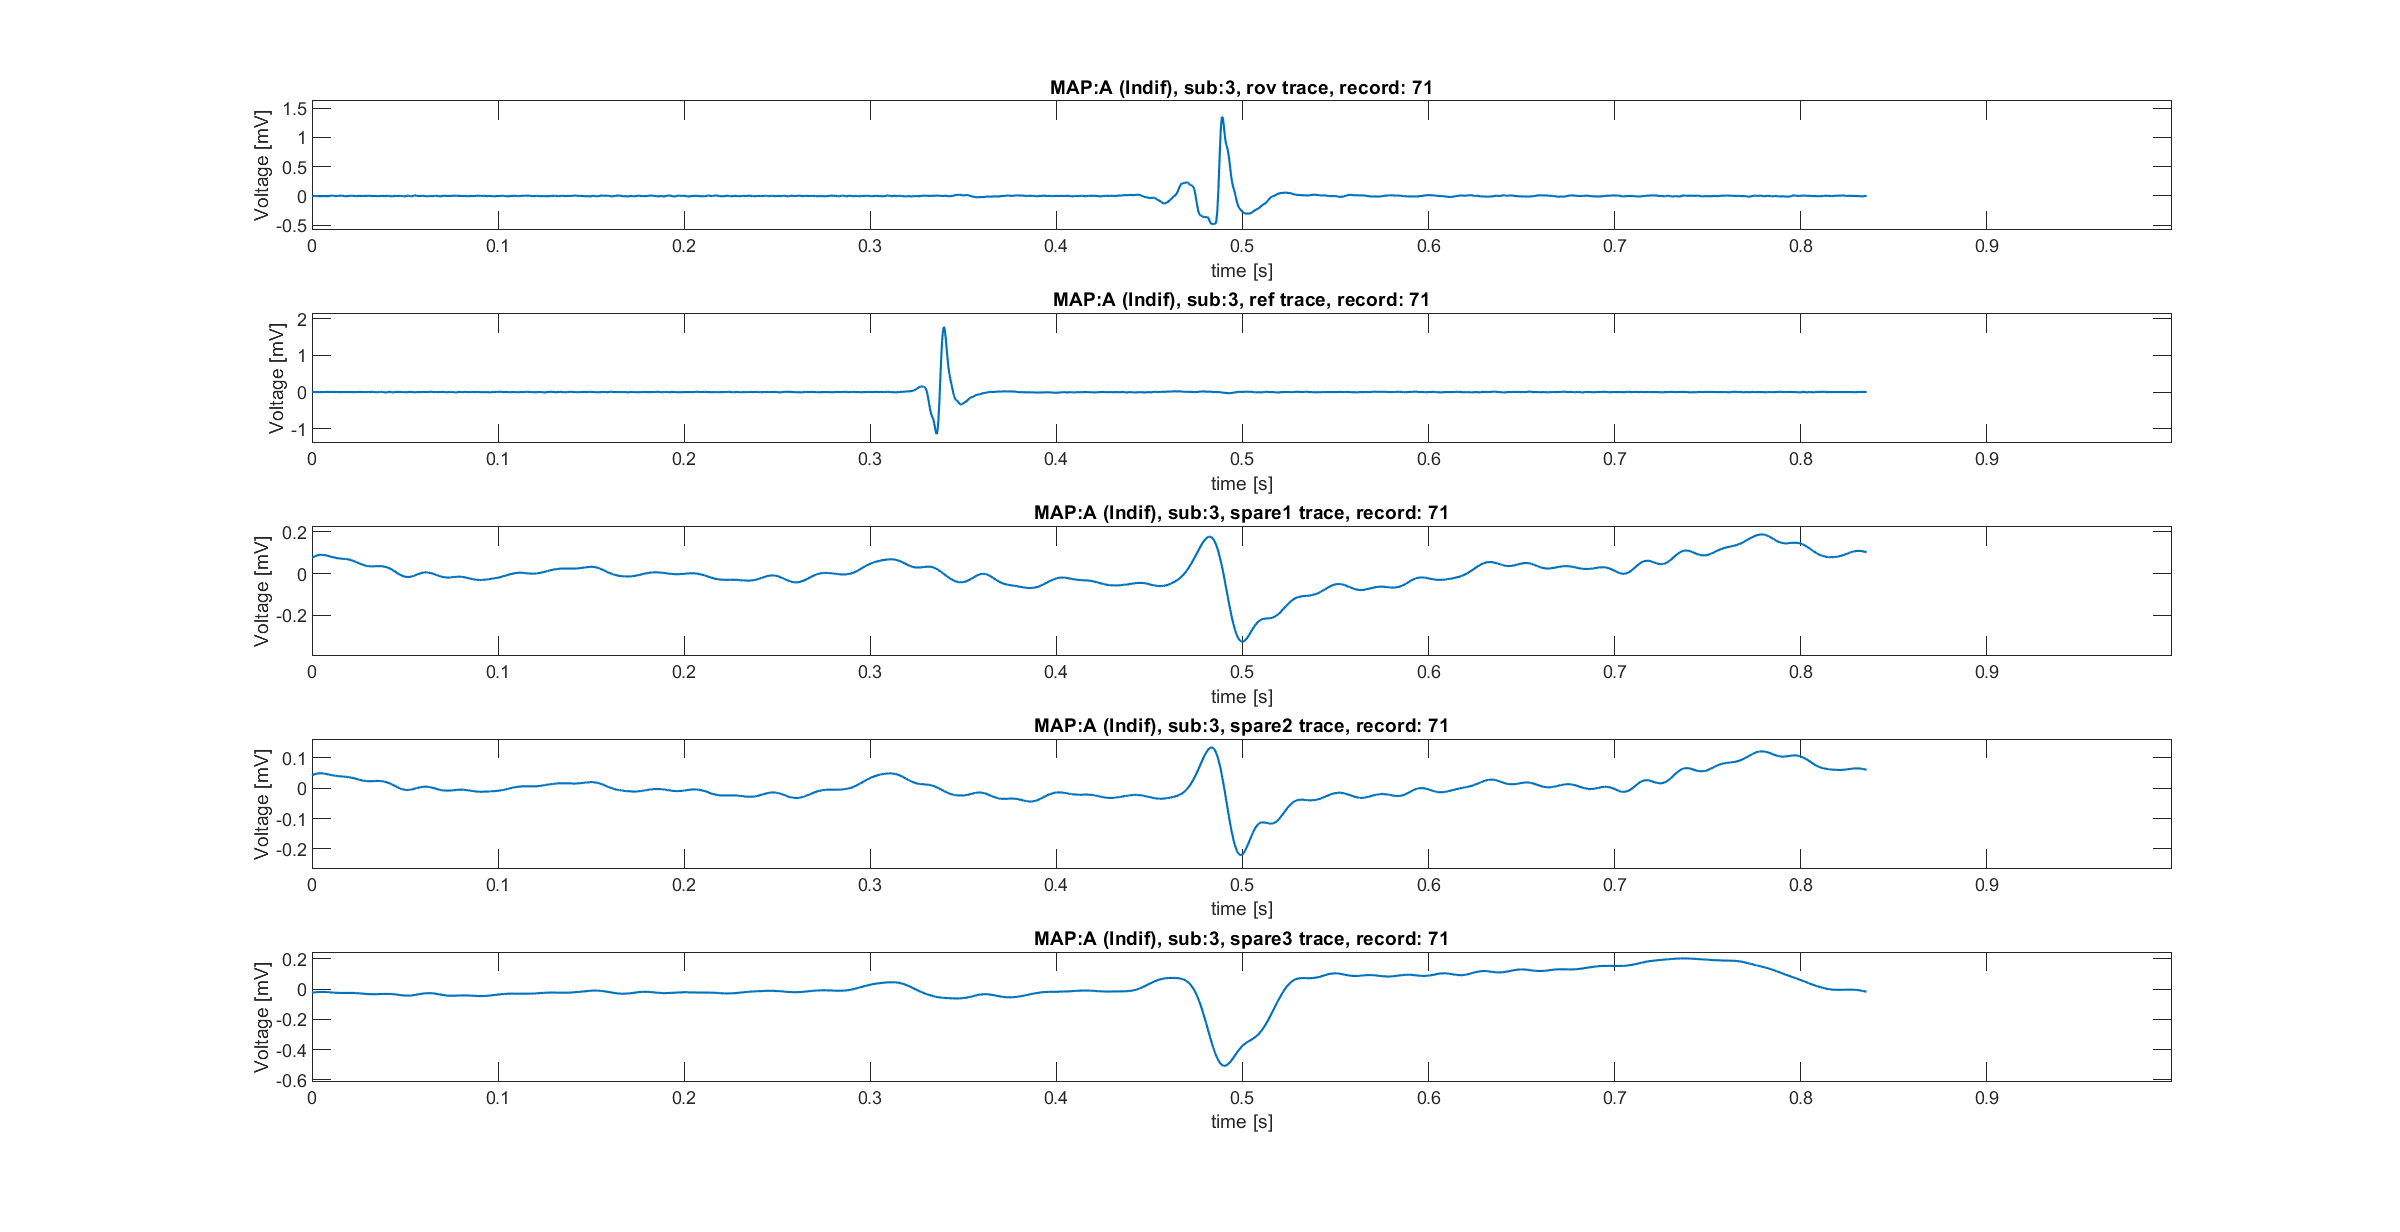 MAP:A (Indif), sub:3, rov trace, record: 71
Voltage [mV]
1.5
1
0.5
0
-0.5
0 0.1 0.2 0.3 0.4 0.5 0.6 0.7 0.8 0.9
time [s]
MAP:A (Indif), sub:3, ref trace, record: 71
Voltage [mV]
2
1
0
-1
0 0.1 0.2 0.3 0.4 0.5 0.6 0.7 0.8 0.9
time [s]
MAP:A (Indif), sub:3, spare1 trace, record: 71
Voltage [mV]
0.2
0
-0.2
0 0.1 0.2 0.3 0.4 0.5 0.6 0.7 0.8 0.9
time [s]
MAP:A (Indif), sub:3, spare2 trace, record: 71
Voltage [mV]
0.1
0
-0.1
-0.2
0 0.1 0.2 0.3 0.4 0.5 0.6 0.7 0.8 0.9
time [s]
MAP:A (Indif), sub:3, spare3 trace, record: 71
Voltage [mV]
0.2
0
-0.2
-0.4
-0.6
0 0.1 0.2 0.3 0.4 0.5 0.6 0.7 0.8 0.9
time [s]